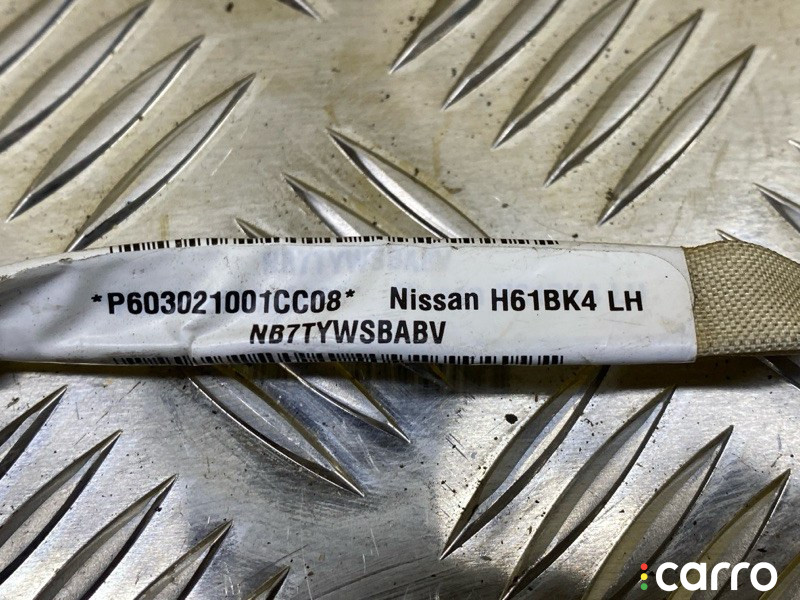 *P603021001CC08* Nissan H61BK4 LH
NB7TYWSBABV
carro